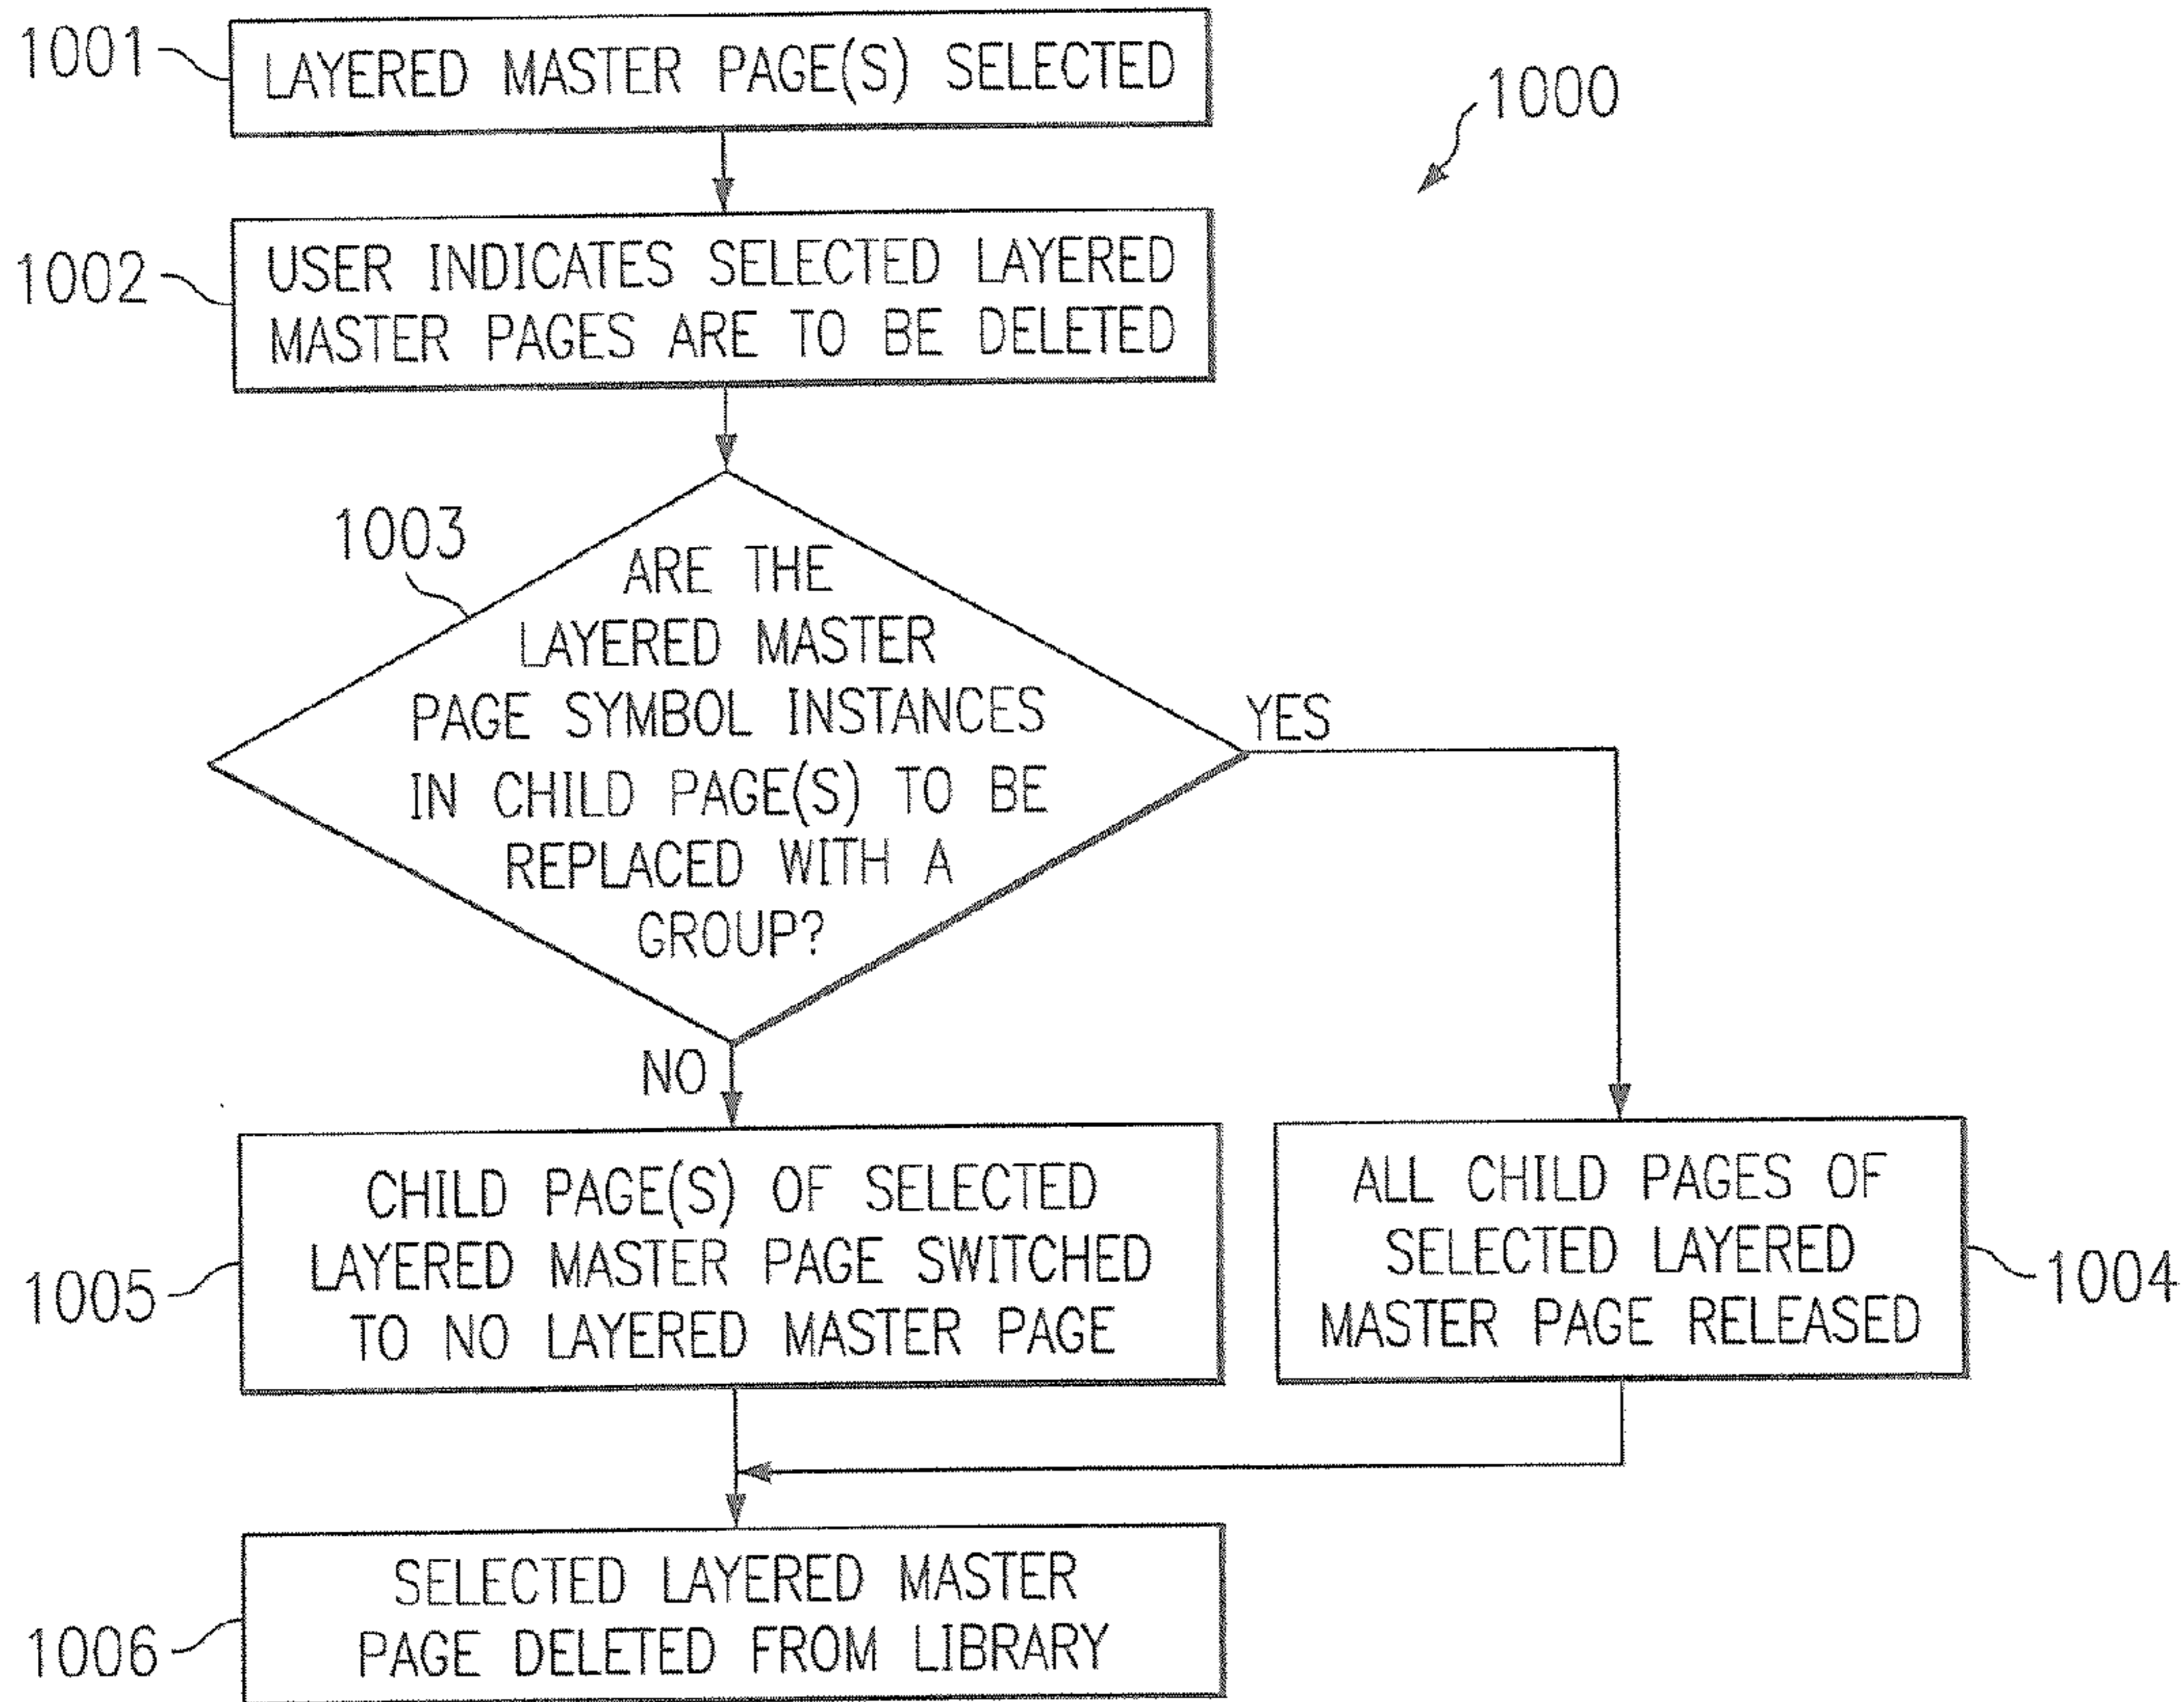 1001
LAYERED MASTER PAGE(S) SELECTED
1000
1002
USER INDICATES SELECTED LAYERED
MASTER PAGES ARE TO BE DELETED
1003
ARE THE
LAYERED MASTER
PAGE SYMBOL INSTANCES
IN CHILD PAGE(S) TO BE
REPLACED WITH A
GROUP?
YES
NO
1005
CHILD PAGE(S) OF SELECTED
LAYERED MASTER PAGE SWITCHED
TO NO LAYERED MASTER PAGE
ALL CHILD PAGES OF
SELECTED LAYERED
MASTER PAGE RELEASED
1004
1006
SELECTED LAYERED MASTER
PAGE DELETED FROM LIBRARY